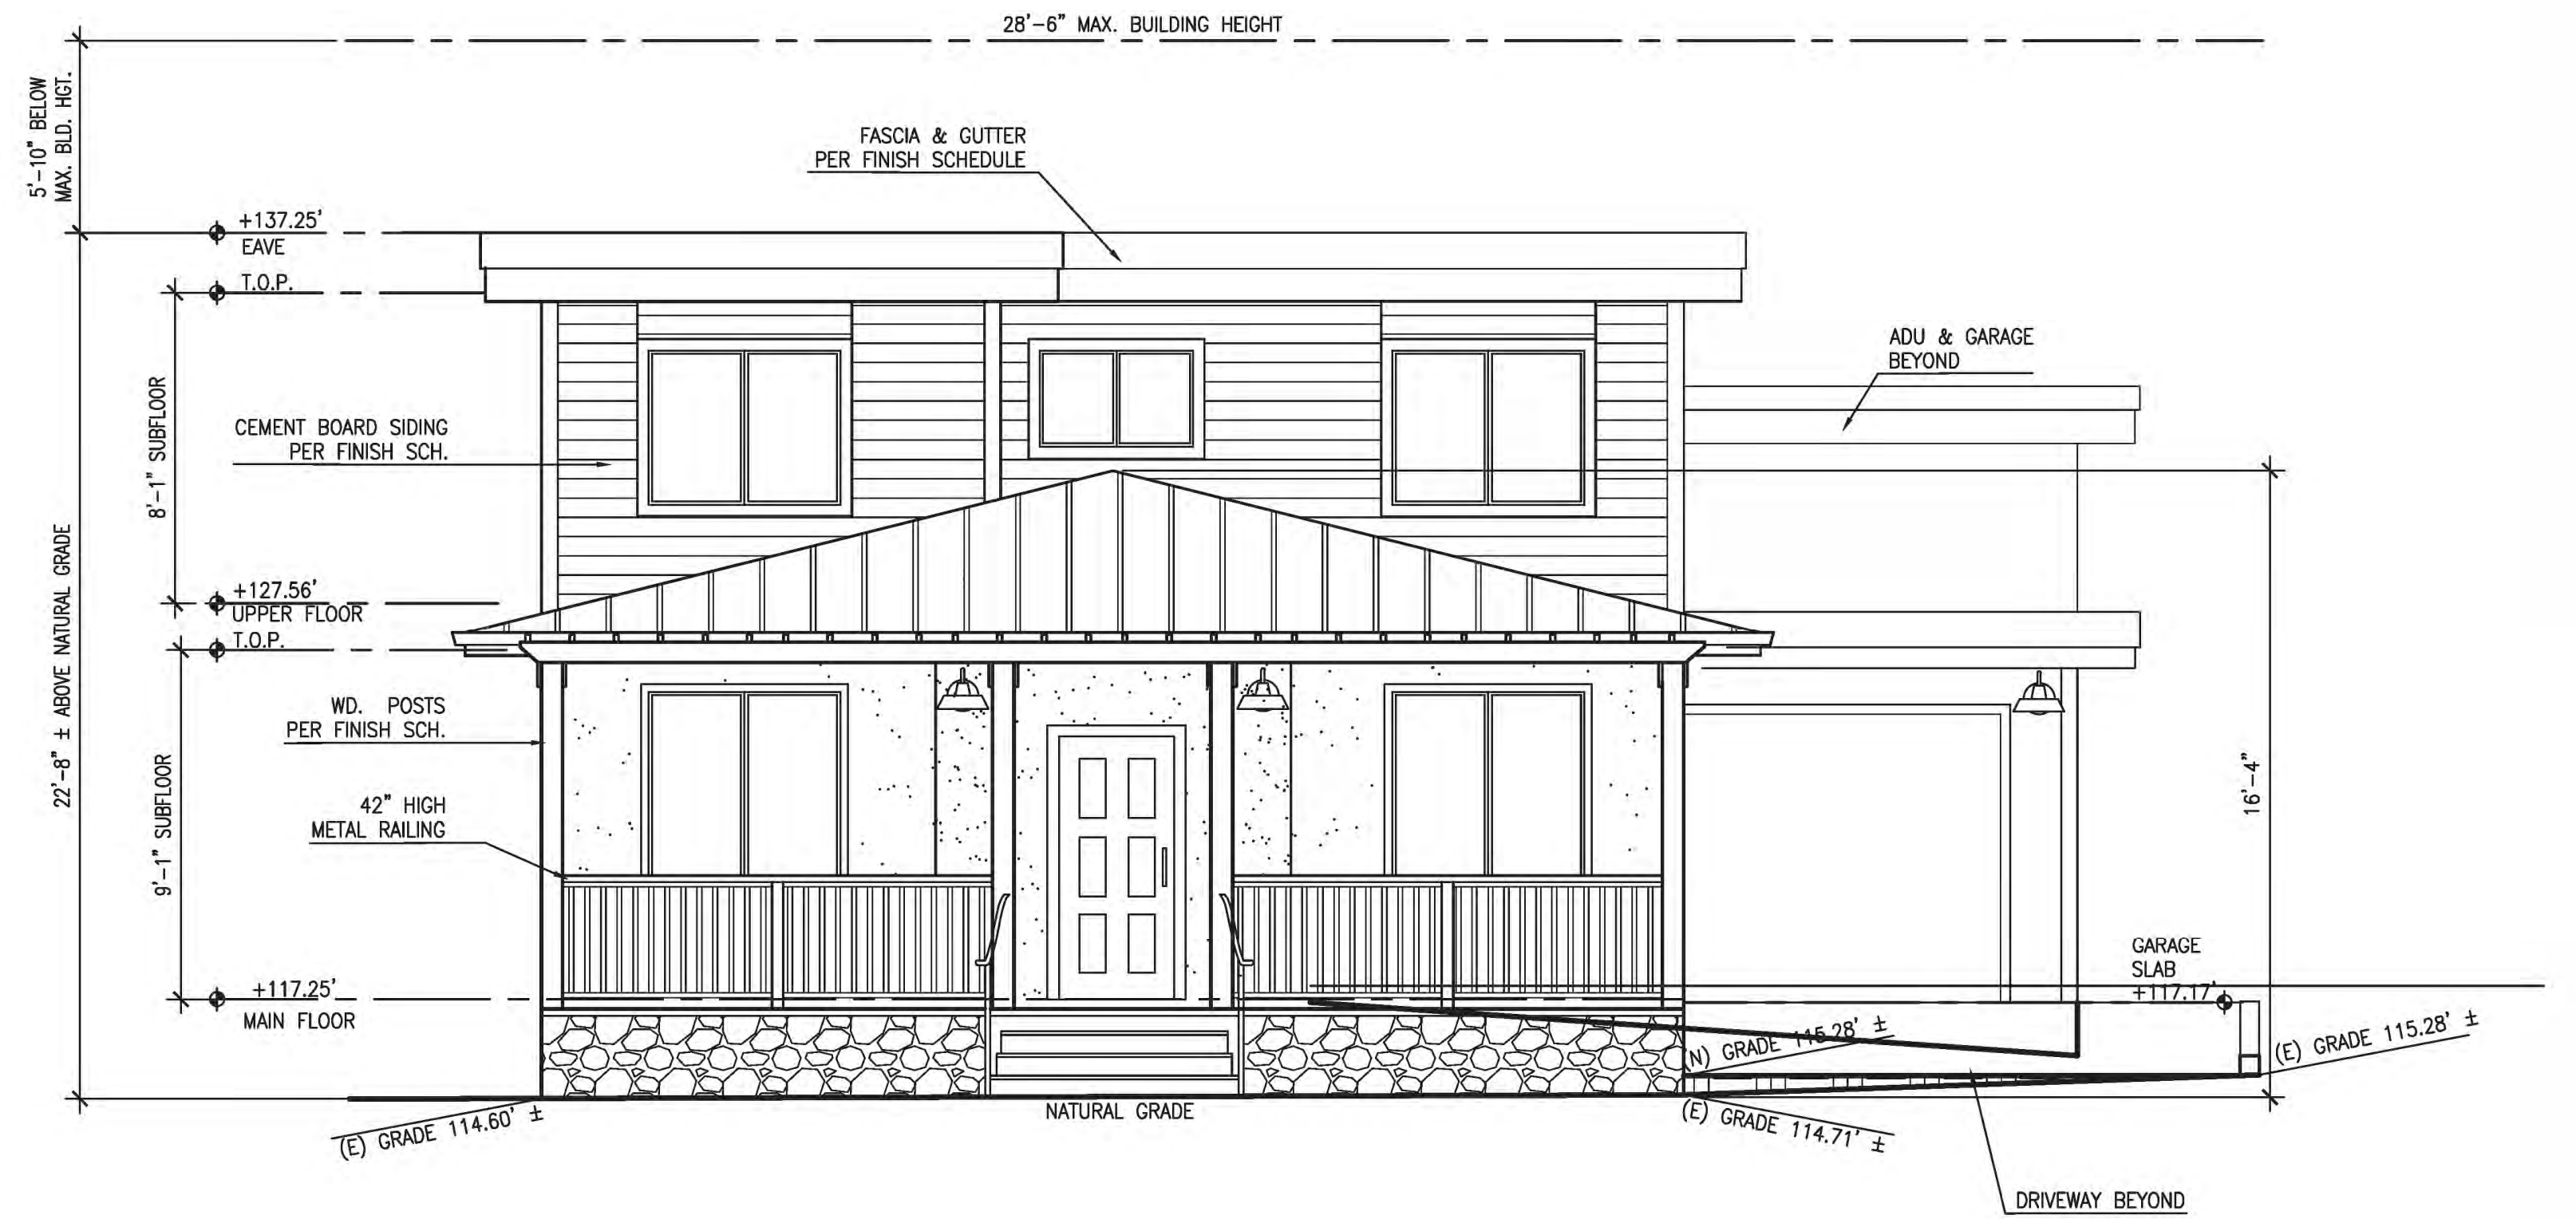 28'-6" MAX. BUILDING HEIGHT
5'-10" BELOW
MAX. BLD. HGT.
FASCIA & GUTTER
PER FINISH SCHEDULE
+137.25'
EAVE
T.O.P.
ADU & GARAGE
BEYOND
8'-1" SUBFLOOR
CEMENT BOARD SIDING
PER FINISH SCH.
22'-8" ± ABOVE NATURAL GRADE
+127.56'
UPPER FLOOR
T.O.P.
WD. POSTS
PER FINISH SCH.
9'-1" SUBFLOOR
42" HIGH
METAL RAILING
16'-4"
GARAGE
SLAB
+117.17'
+117.25'
MAIN FLOOR
(N) GRADE 115.28' ±
(E) GRADE 115.28' ±
(E) GRADE 114.60' ±
NATURAL GRADE
(E) GRADE 114.71' ±
DRIVEWAY BEYOND